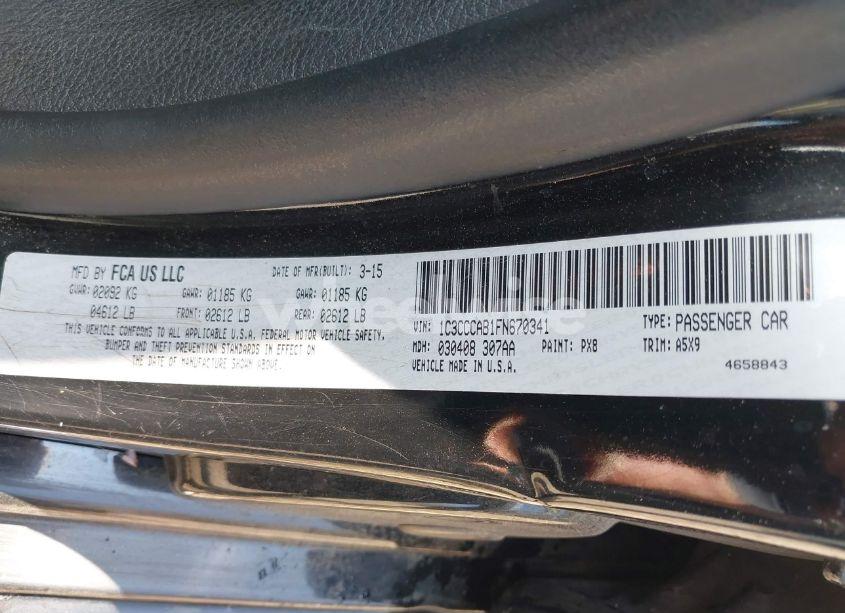 MFD BY FCA US LLC DATE OF MFR(BUILT): 3-15
GVWR: 02092 KG GAWR: 01185 KG GAWR: 01185 KG
04612 LB FRONT: 02612 LB REAR: 02612 LB
THIS VEHICLE CONFORMS TO ALL APPLICABLE U.S.A. FEDERAL MOTOR VEHICLE SAFETY,
BUMPER AND THEFT PREVENTION STANDARDS IN EFFECT ON
THE DATE OF MANUFACTURE SHOWN ABOVE.
VIN: 1C3CCCAB1FN670341 TYPE: PASSENGER CAR
MDH: 030408 307AA PAINT: PX8 TRIM: A5X9
VEHICLE MADE IN U.S.A. 4658843